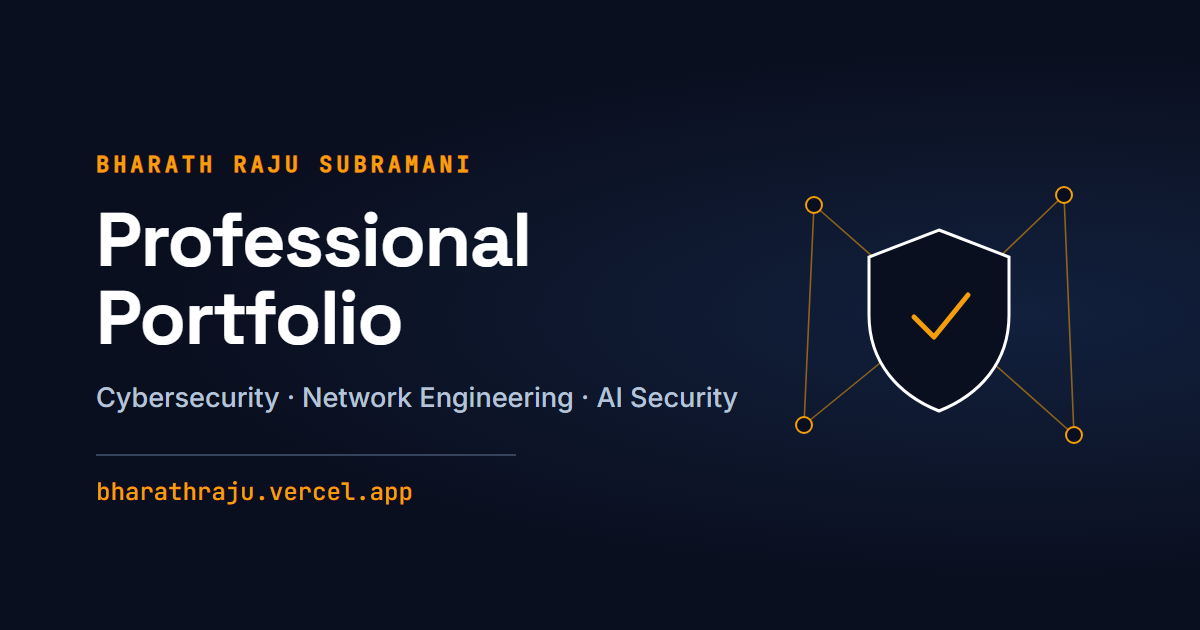 BHARATH RAJU SUBRAMANI
Professional
Portfolio
Cybersecurity · Network Engineering · AI Security
bharathraju.vercel.app